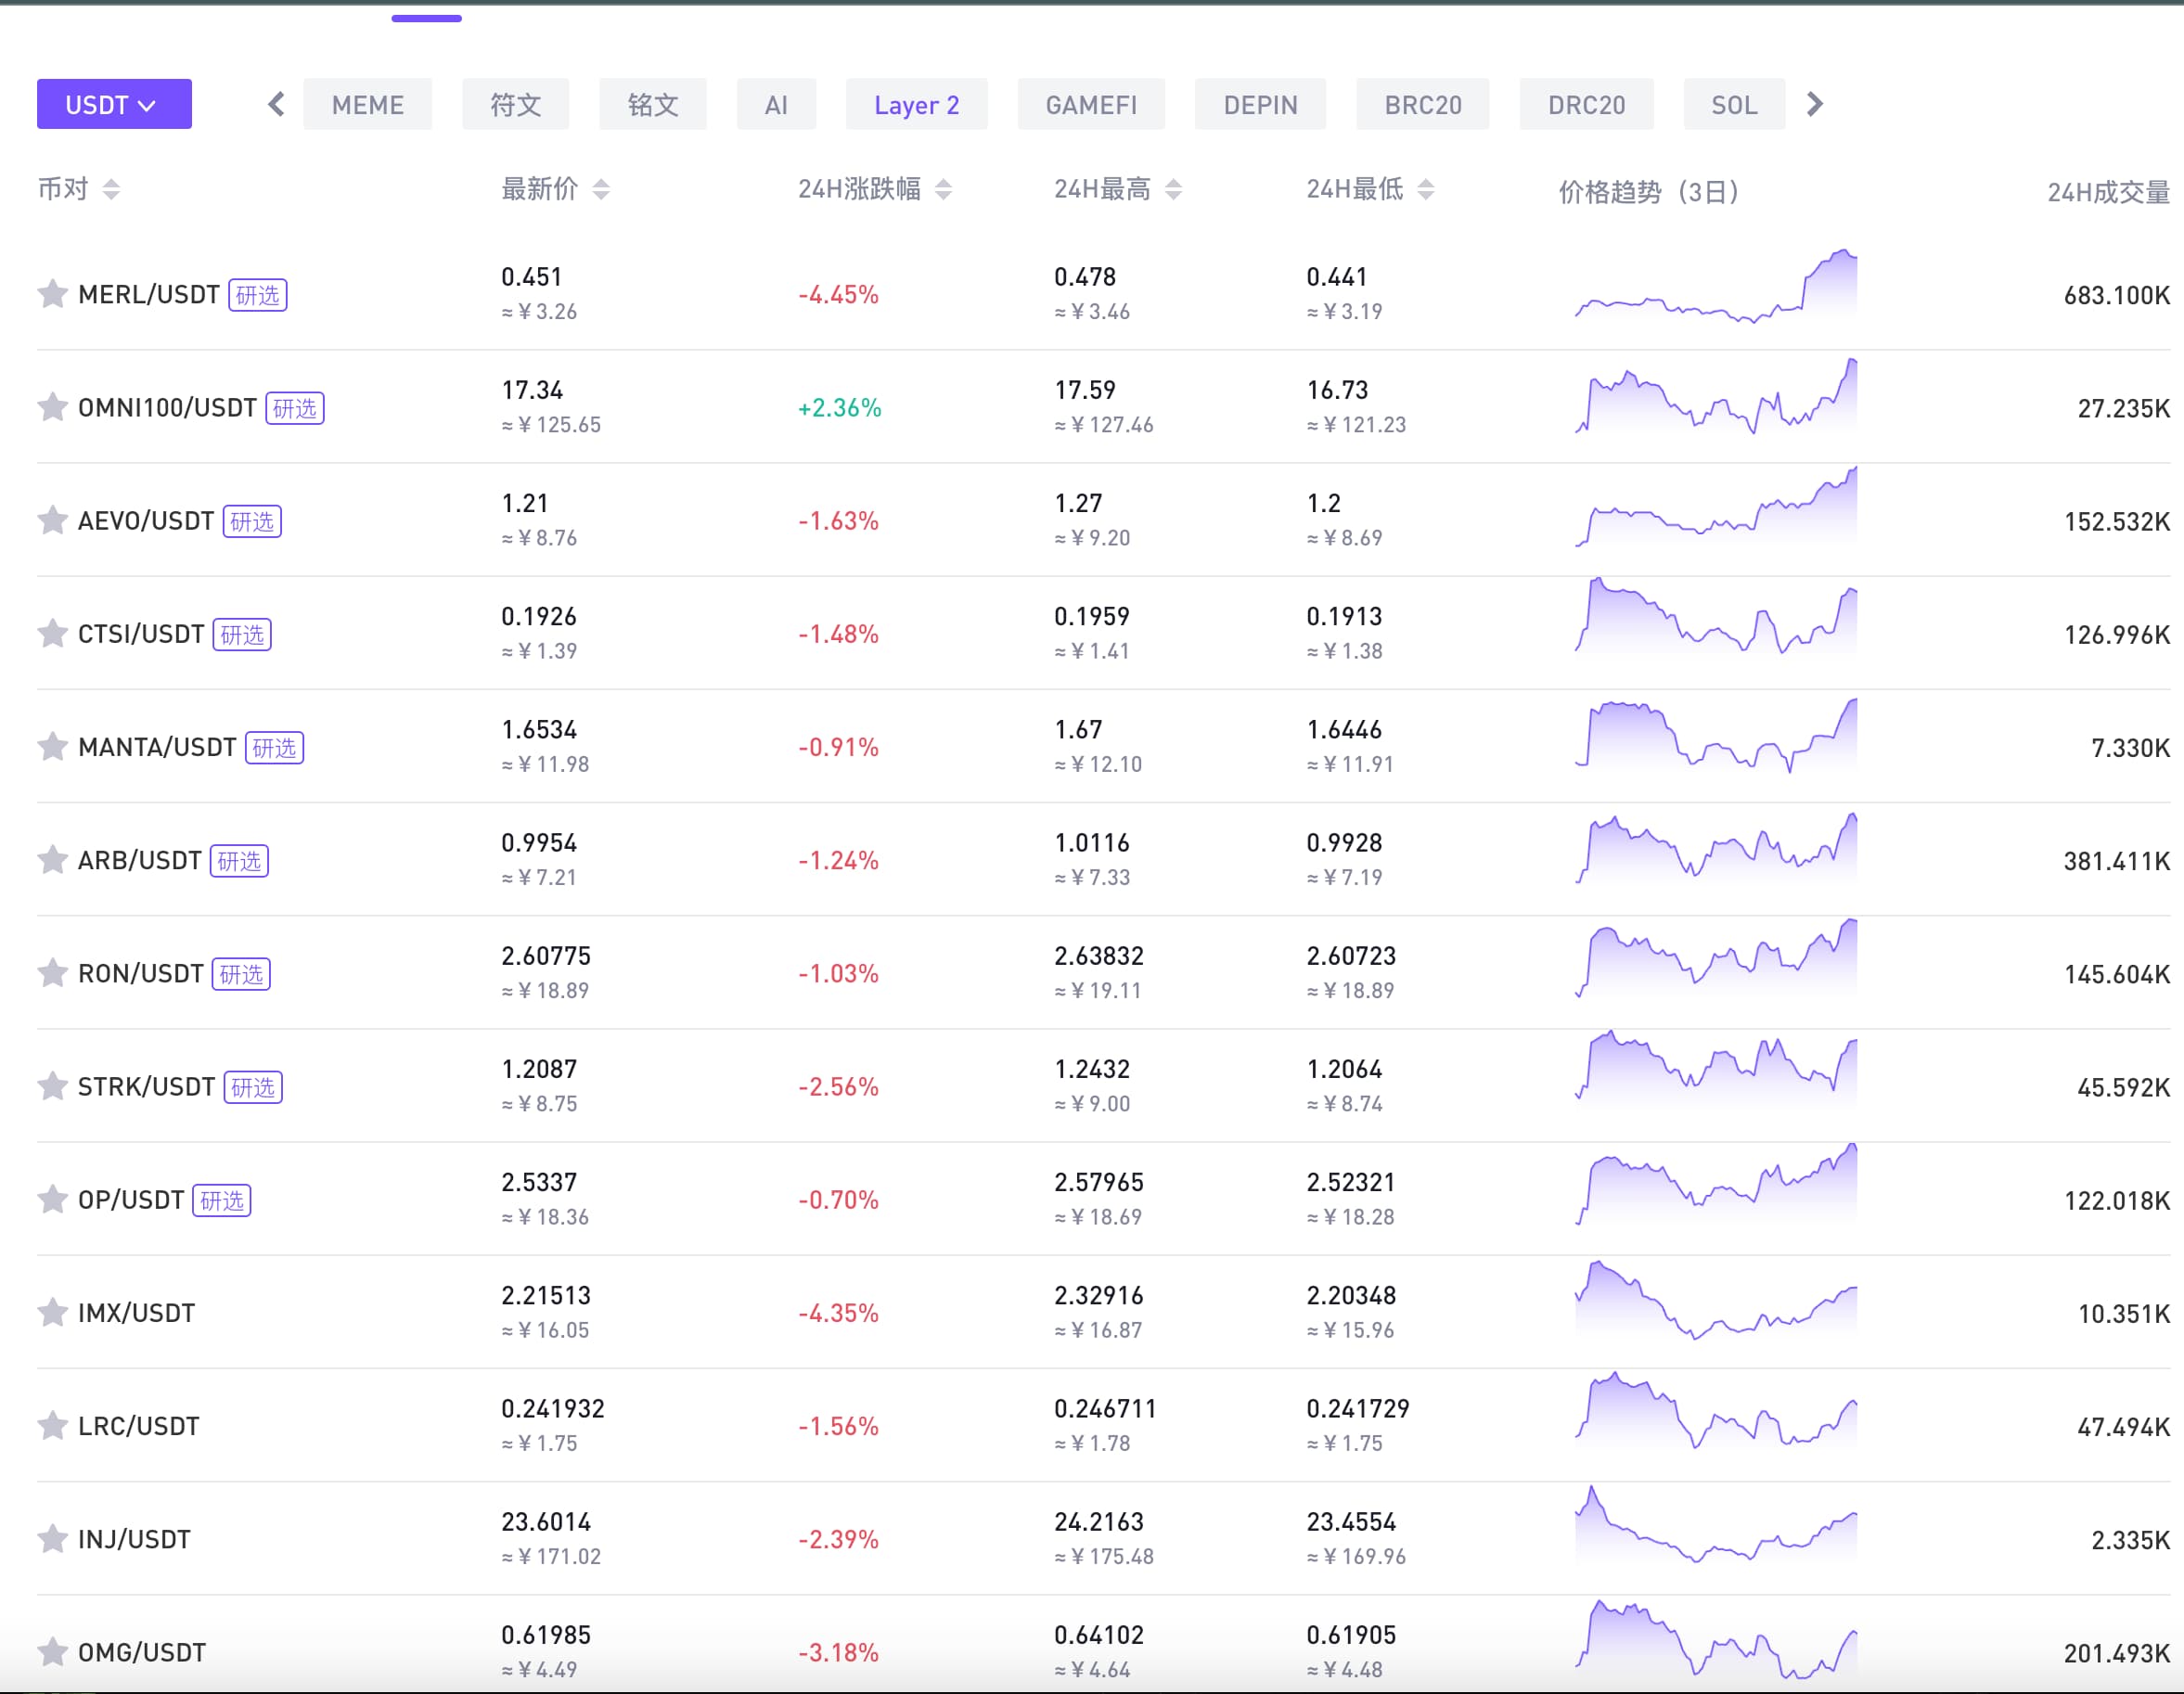 USDT MEME 符文 铭文 AI Layer 2 GAMEFI DEPIN BRC20 DRC20 SOL
币对 最新价 24H涨跌幅 24H最高 24H最低 价格趋势（3日） 24H成交量
MERL/USDT 研选 0.451 -4.45% 0.478 0.441 683.100K
≈ ¥ 3.26 ≈ ¥ 3.46 ≈ ¥ 3.19
OMNI100/USDT 研选 17.34 +2.36% 17.59 16.73 27.235K
≈ ¥ 125.65 ≈ ¥ 127.46 ≈ ¥ 121.23
AEVO/USDT 研选 1.21 -1.63% 1.27 1.2 152.532K
≈ ¥ 8.76 ≈ ¥ 9.20 ≈ ¥ 8.69
CTSI/USDT 研选 0.1926 -1.48% 0.1959 0.1913 126.996K
≈ ¥ 1.39 ≈ ¥ 1.41 ≈ ¥ 1.38
MANTA/USDT 研选 1.6534 -0.91% 1.67 1.6446 7.330K
≈ ¥ 11.98 ≈ ¥ 12.10 ≈ ¥ 11.91
ARB/USDT 研选 0.9954 -1.24% 1.0116 0.9928 381.411K
≈ ¥ 7.21 ≈ ¥ 7.33 ≈ ¥ 7.19
RON/USDT 研选 2.60775 -1.03% 2.63832 2.60723 145.604K
≈ ¥ 18.89 ≈ ¥ 19.11 ≈ ¥ 18.89
STRK/USDT 研选 1.2087 -2.56% 1.2432 1.2064 45.592K
≈ ¥ 8.75 ≈ ¥ 9.00 ≈ ¥ 8.74
OP/USDT 研选 2.5337 -0.70% 2.57965 2.52321 122.018K
≈ ¥ 18.36 ≈ ¥ 18.69 ≈ ¥ 18.28
IMX/USDT 2.21513 -4.35% 2.32916 2.20348 10.351K
≈ ¥ 16.05 ≈ ¥ 16.87 ≈ ¥ 15.96
LRC/USDT 0.241932 -1.56% 0.246711 0.241729 47.494K
≈ ¥ 1.75 ≈ ¥ 1.78 ≈ ¥ 1.75
INJ/USDT 23.6014 -2.39% 24.2163 23.4554 2.335K
≈ ¥ 171.02 ≈ ¥ 175.48 ≈ ¥ 169.96
OMG/USDT 0.61985 -3.18% 0.64102 0.61905 201.493K
≈ ¥ 4.49 ≈ ¥ 4.64 ≈ ¥ 4.48